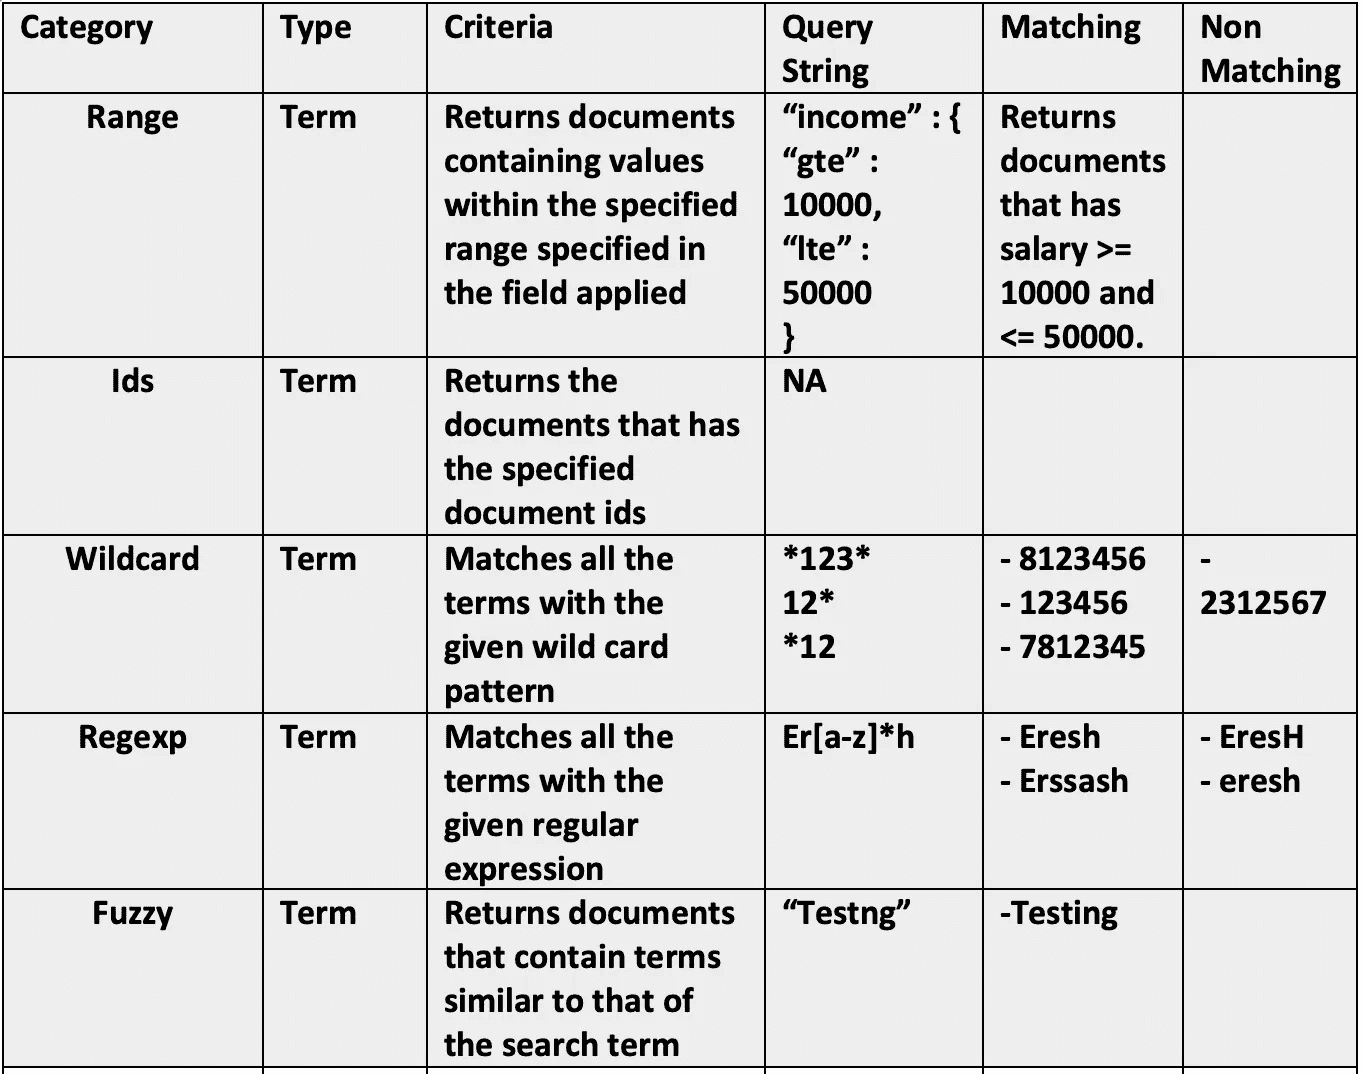 Category
Type
Criteria
Query
String
Matching
Non
Matching
Range
Term
Returns documents
containing values
within the specified
range specified in
the field applied
“income” : {
“gte” :
10000,
“lte” :
50000
}
Returns
documents
that has
salary >=
10000 and
<= 50000.
Ids
Term
Returns the
documents that has
the specified
document ids
NA
Wildcard
Term
Matches all the
terms with the
given wild card
pattern
*123*
12*
*12
- 8123456
- 123456
- 7812345
-
2312567
Regexp
Term
Matches all the
terms with the
given regular
expression
Er[a-z]*h
- Eresh
- Erssash
- EresH
- eresh
Fuzzy
Term
Returns documents
that contain terms
similar to that of
the search term
“Testng”
-Testing